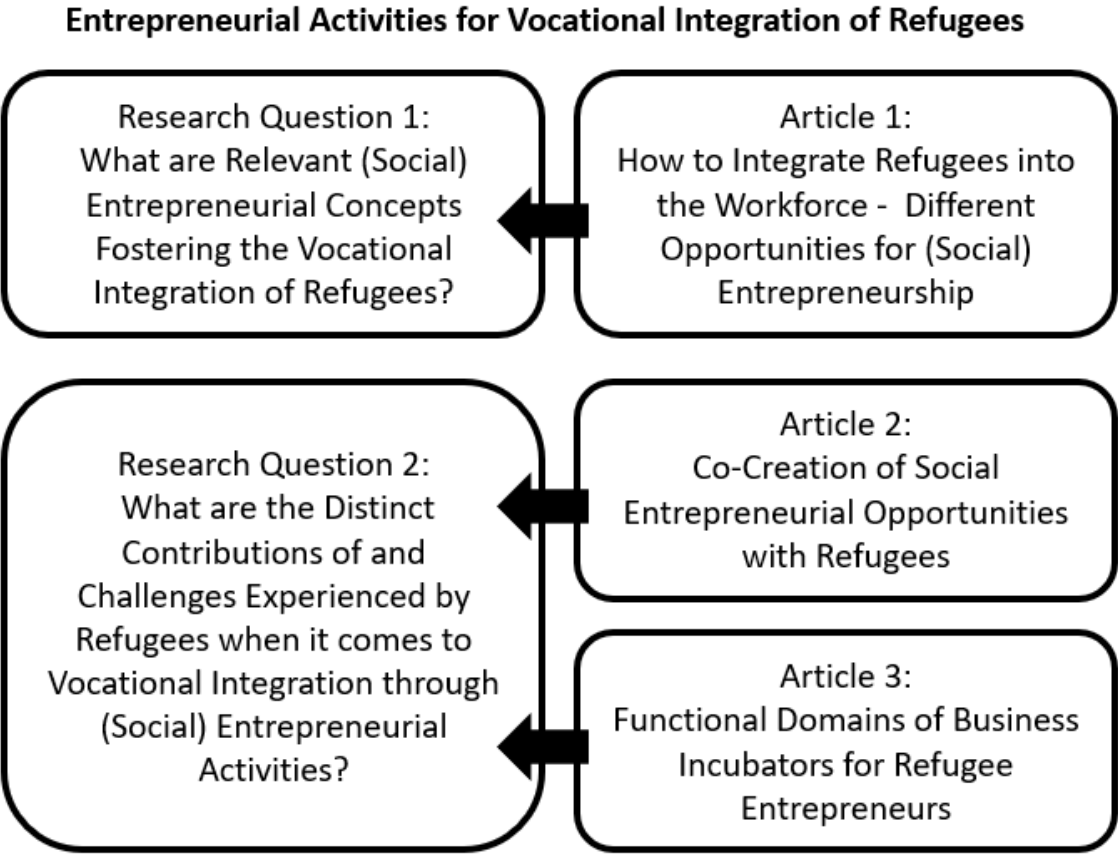 Entrepreneurial Activities for Vocational Integration of Refugees
Research Question 1:
What are Relevant (Social)
Entrepreneurial Concepts
Fostering the Vocational
Integration of Refugees?
Article 1:
How to Integrate Refugees into
the Workforce - Different
Opportunities for (Social)
Entrepreneurship
Research Question 2:
What are the Distinct
Contributions of and
Challenges Experienced by
Refugees when it comes to
Vocational Integration through
(Social) Entrepreneurial
Activities?
Article 2:
Co-Creation of Social
Entrepreneurial Opportunities
with Refugees
Article 3:
Functional Domains of Business
Incubators for Refugee
Entrepreneurs